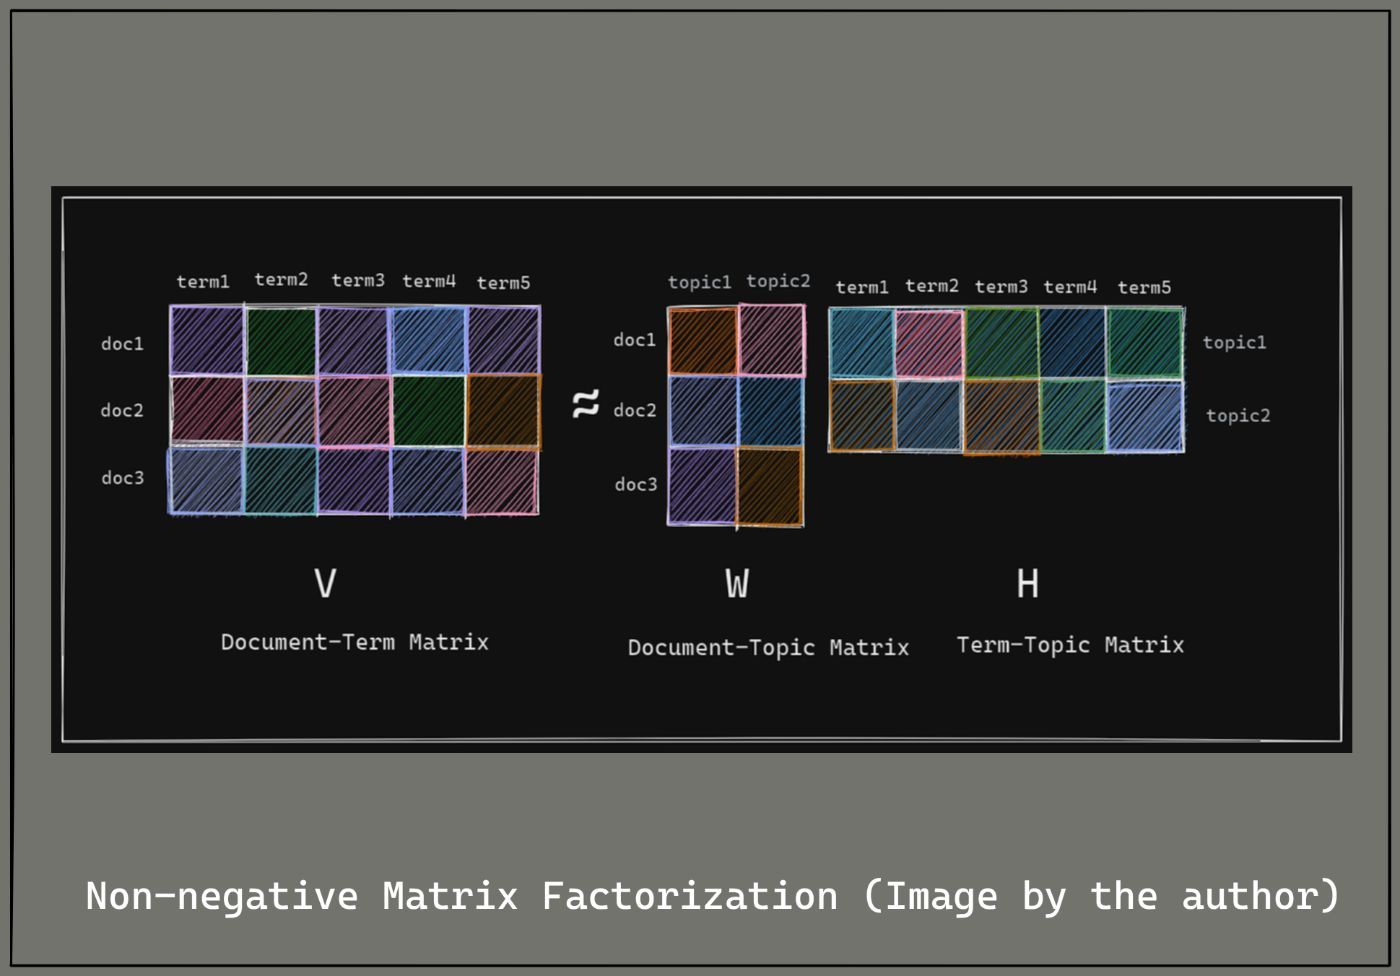 term1 term2 term3 term4 term5
topic1 topic2
term1 term2 term3 term4 term5
doc1
doc2
doc3
≈
doc1
doc2
doc3
topic1
topic2
V
W
H
Document-Term Matrix
Document-Topic Matrix
Term-Topic Matrix
Non-negative Matrix Factorization (Image by the author)